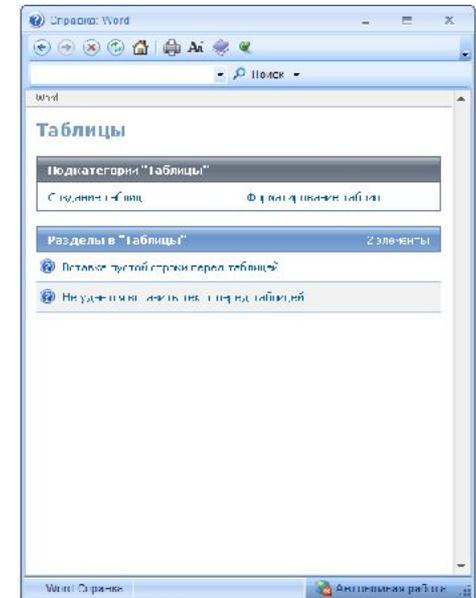 Справка: Word
Поиск
Word
Таблицы
Подкатегории "Таблицы"
Создание таблиц Форматирование таблиц
Разделы в "Таблицы" 2 элементы
Вставка пустой строки перед таблицей
Не удается вставить текст перед таблицей
Word Справка Автономная работа